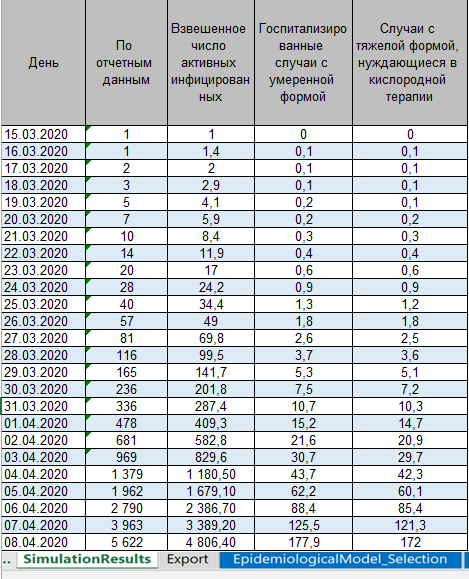 День
По
отчетным
данным
Взвешенное
число
активных
инфицирован
ных
Госпитализиро
ванные
случаи с
умеренной
формой
Случаи с
тяжелой формой,
нуждающиеся в
кислородной
терапии
15.03.2020 1 1 0 0
16.03.2020 1 1,4 0,1 0,1
17.03.2020 2 2 0,1 0,1
18.03.2020 3 2,9 0,1 0,1
19.03.2020 5 4,1 0,2 0,1
20.03.2020 7 5,9 0,2 0,2
21.03.2020 10 8,4 0,3 0,3
22.03.2020 14 11,9 0,4 0,4
23.03.2020 20 17 0,6 0,6
24.03.2020 28 24,2 0,9 0,9
25.03.2020 40 34,4 1,3 1,2
26.03.2020 57 49 1,8 1,8
27.03.2020 81 69,8 2,6 2,5
28.03.2020 116 99,5 3,7 3,6
29.03.2020 165 141,7 5,3 5,1
30.03.2020 236 201,8 7,5 7,2
31.03.2020 336 287,4 10,7 10,3
01.04.2020 478 409,3 15,2 14,7
02.04.2020 681 582,8 21,6 20,9
03.04.2020 969 829,6 30,7 29,7
04.04.2020 1 379 1 180,50 43,7 42,3
05.04.2020 1 962 1 679,10 62,2 60,1
06.04.2020 2 790 2 386,70 88,4 85,4
07.04.2020 3 963 3 389,20 125,5 121,3
08.04.2020 5 622 4 806,40 177,9 172
.. SimulationResults Export EpidemiologicalModel_Selection